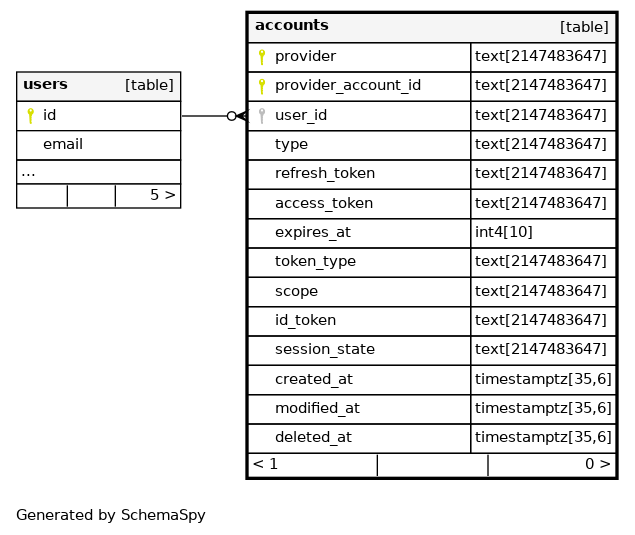 users [table]
id
email
...
5 >
accounts [table]
provider text[2147483647]
provider_account_id text[2147483647]
user_id text[2147483647]
type text[2147483647]
refresh_token text[2147483647]
access_token text[2147483647]
expires_at int4[10]
token_type text[2147483647]
scope text[2147483647]
id_token text[2147483647]
session_state text[2147483647]
created_at timestamptz[35,6]
modified_at timestamptz[35,6]
deleted_at timestamptz[35,6]
< 1 0 >
Generated by SchemaSpy